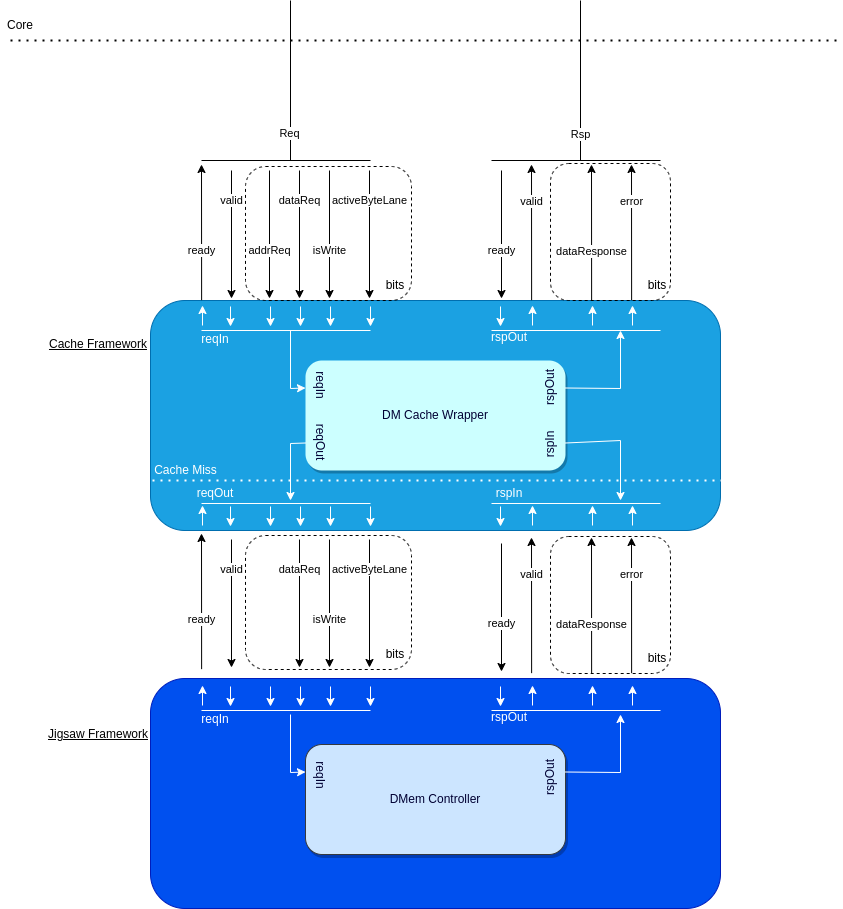 Core
Req
Rsp
valid
dataReq
activeByteLane
valid
error
ready
addrReq
isWrite
ready
dataResponse
bits
bits
reqIn
rspOut
Cache Framework
reqIn
rspOut
DM Cache Wrapper
reqOut
rspIn
Cache Miss
reqOut
rspIn
valid
dataReq
activeByteLane
valid
error
ready
isWrite
ready
dataResponse
bits
bits
reqIn
rspOut
Jigsaw Framework
reqIn
rspOut
DMem Controller